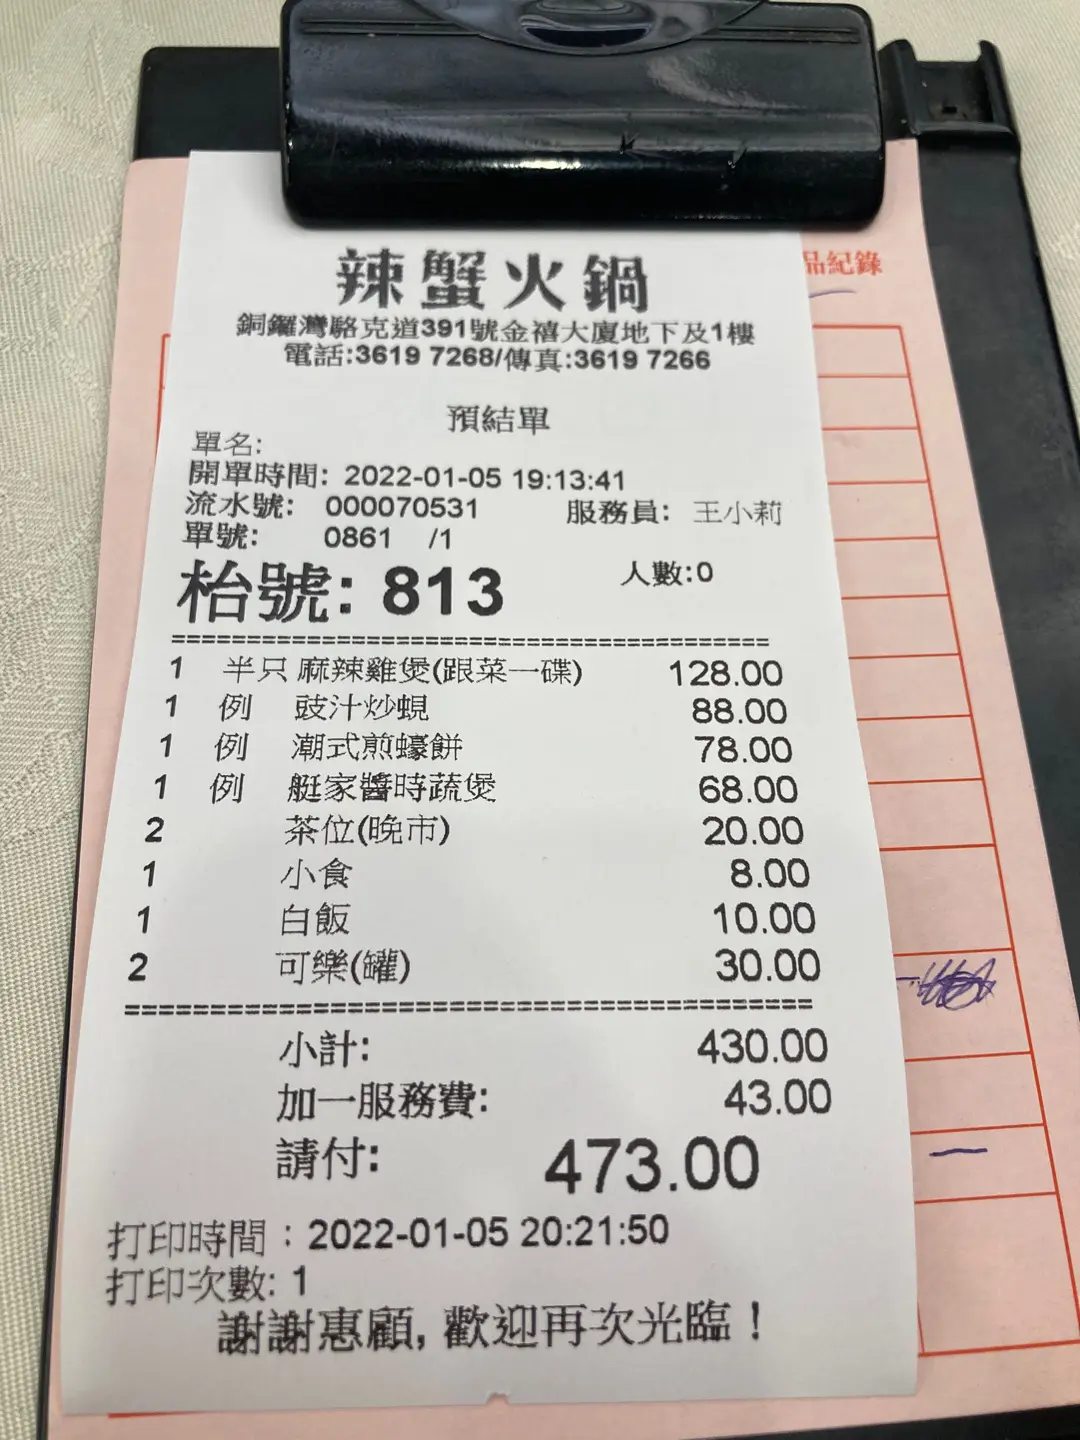 辣蟹火鍋
銅鑼灣駱克道391號金禧大廈地下及1樓
電話:3619 7268/傳真:3619 7266
品紀錄
預結單
單名:
開單時間: 2022-01-05 19:13:41
流水號: 000070531 服務員: 王小莉
單號: 0861 /1
枱號: 813 人數:0
1 半只 麻辣雞煲(跟菜一碟) 128.00
1 例 豉汁炒蜆 88.00
1 例 潮式煎蠔餅 78.00
1 例 艇家醬時蔬煲 68.00
2 茶位(晚市) 20.00
1 小食 8.00
1 白飯 10.00
2 可樂(罐) 30.00
小計: 430.00
加一服務費: 43.00
請付: 473.00
打印時間：2022-01-05 20:21:50
打印次數: 1
謝謝惠顧, 歡迎再次光臨！